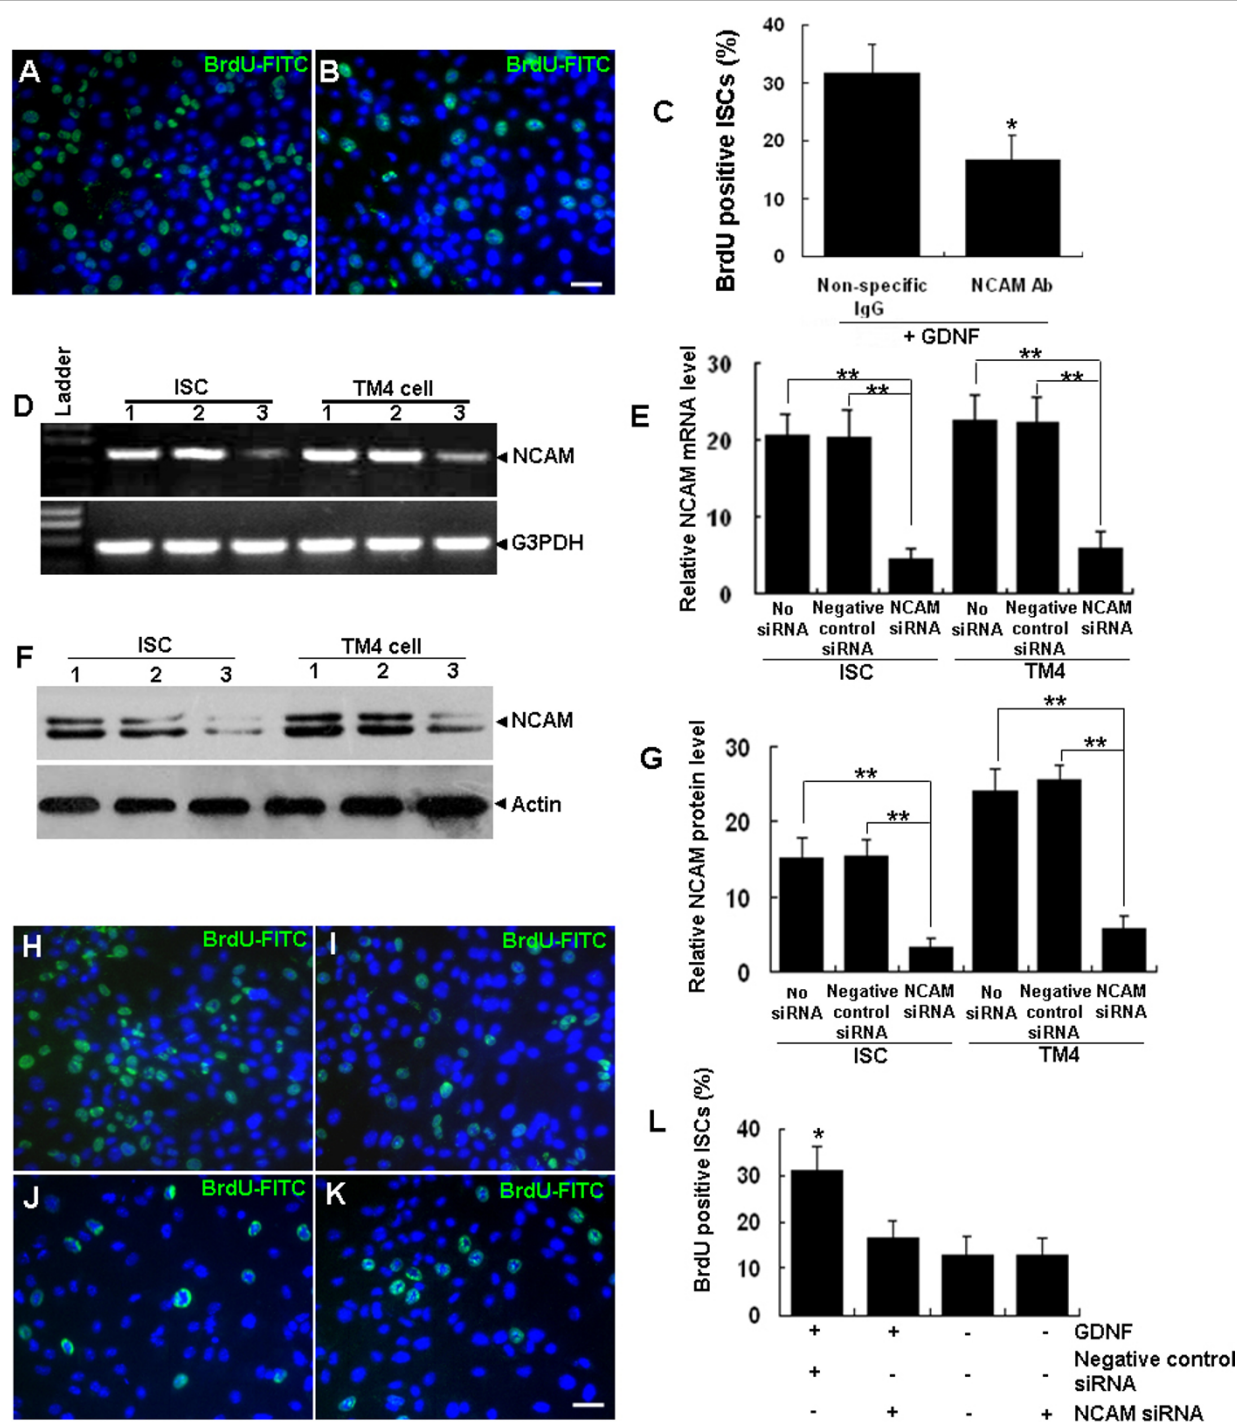 A BrdU-FITC
B BrdU-FITC
C
BrdU positive ISCs (%)
40
30
20
10
0
*
Non-specific IgG
NCAM Ab
+ GDNF
D
Ladder
ISC
TM4 cell
1 2 3 1 2 3
NCAM
G3PDH
E
Relative NCAM mRNA level
30
20
10
0
** ** ** **
No siRNA
Negative control siRNA
NCAM siRNA
No siRNA
Negative control siRNA
NCAM siRNA
ISC
TM4
F
ISC
TM4 cell
1 2 3 1 2 3
NCAM
Actin
G
Relative NCAM protein level
30
20
10
0
** ** ** **
No siRNA
Negative control siRNA
NCAM siRNA
No siRNA
Negative control siRNA
NCAM siRNA
ISC
TM4
H BrdU-FITC
I BrdU-FITC
J BrdU-FITC
K BrdU-FITC
L
BrdU positive ISCs (%)
40
30
20
10
0
*
+ + - - GDNF
+ - - - Negative control siRNA
- + - + NCAM siRNA